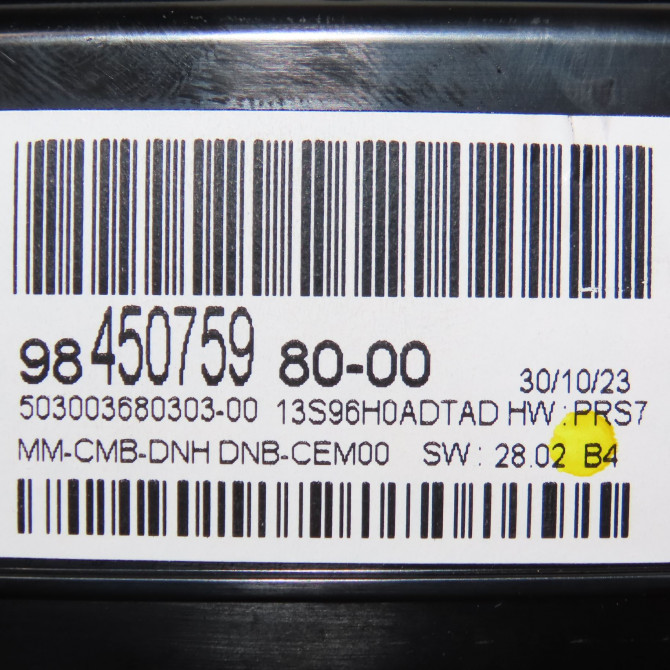 98 450759 80-00 30/10/23
503003680303-00 13S96H0ADTAD HW:PRS7
MM-CMB-DNH DNB-CEM00 SW: 28.02 B4